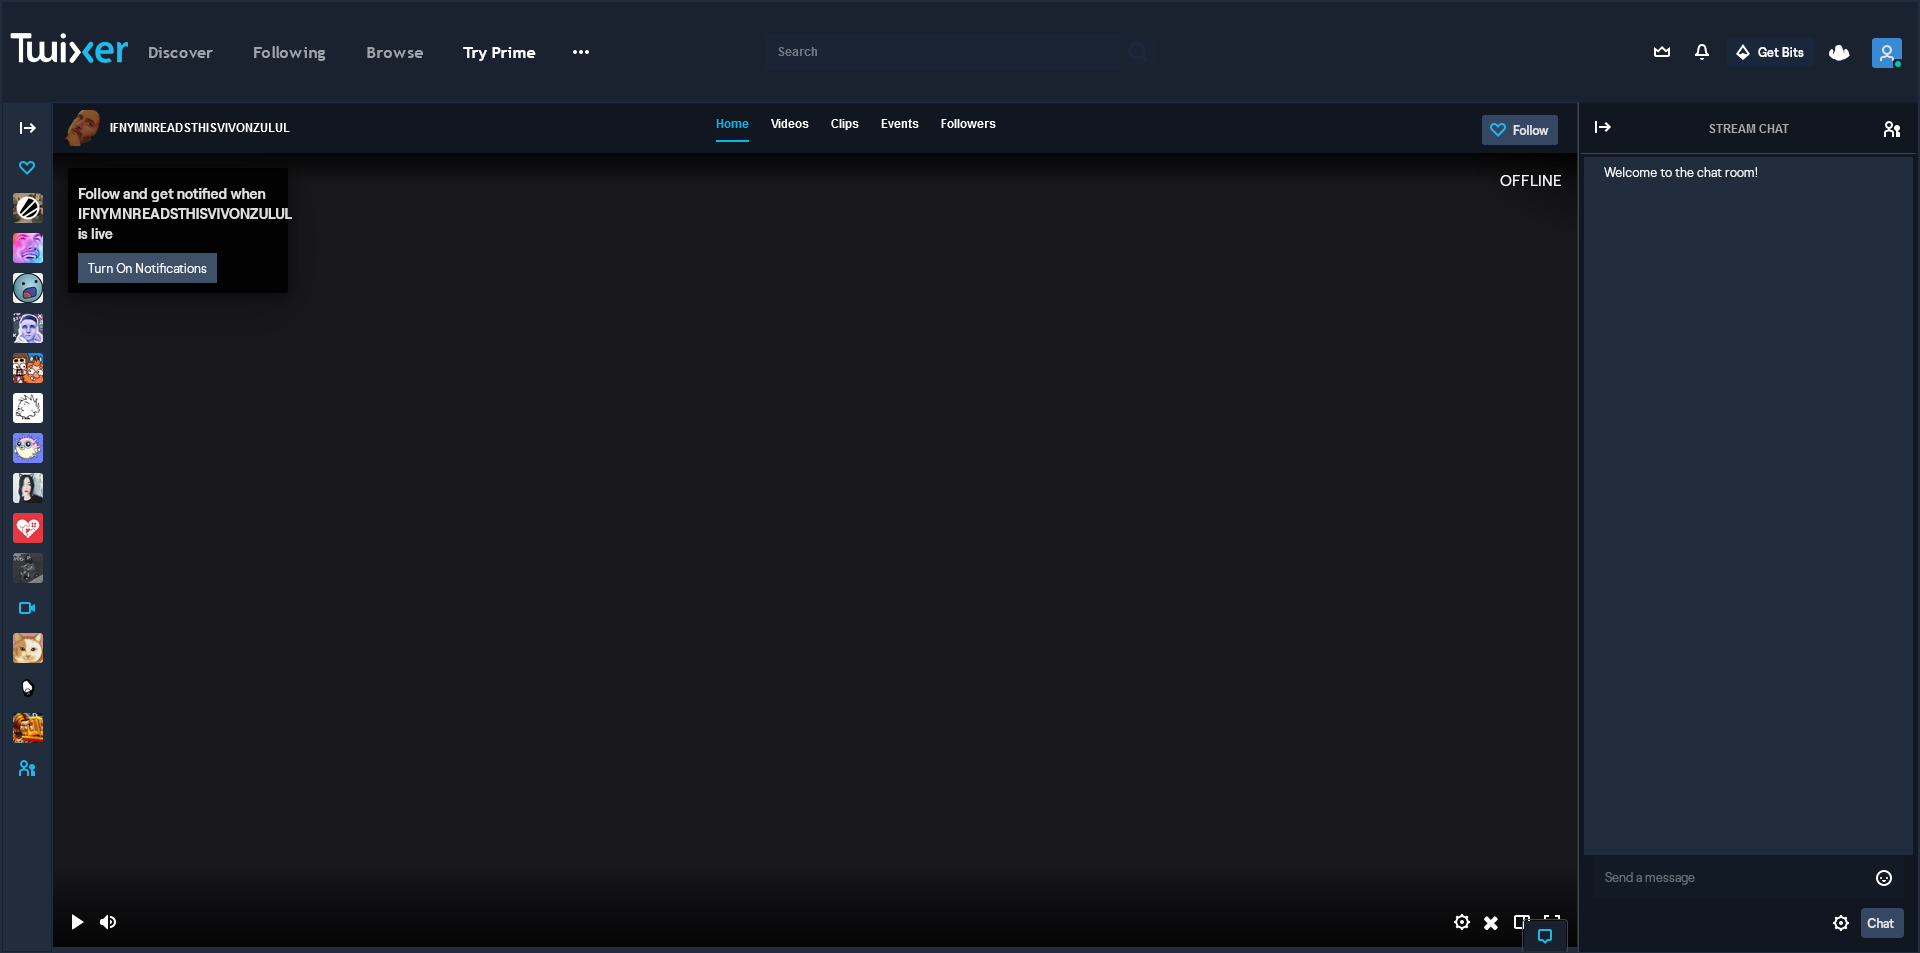 Twixer
Discover
Following
Browse
Try Prime
Search
Get Bits
IFNYMNREADSTHISVIVONZULUL
Home
Videos
Clips
Events
Followers
Follow
STREAM CHAT
Follow and get notified when
IFNYMNREADSTHISVIVONZULUL
is live
Turn On Notifications
OFFLINE
Welcome to the chat room!
Send a message
Chat